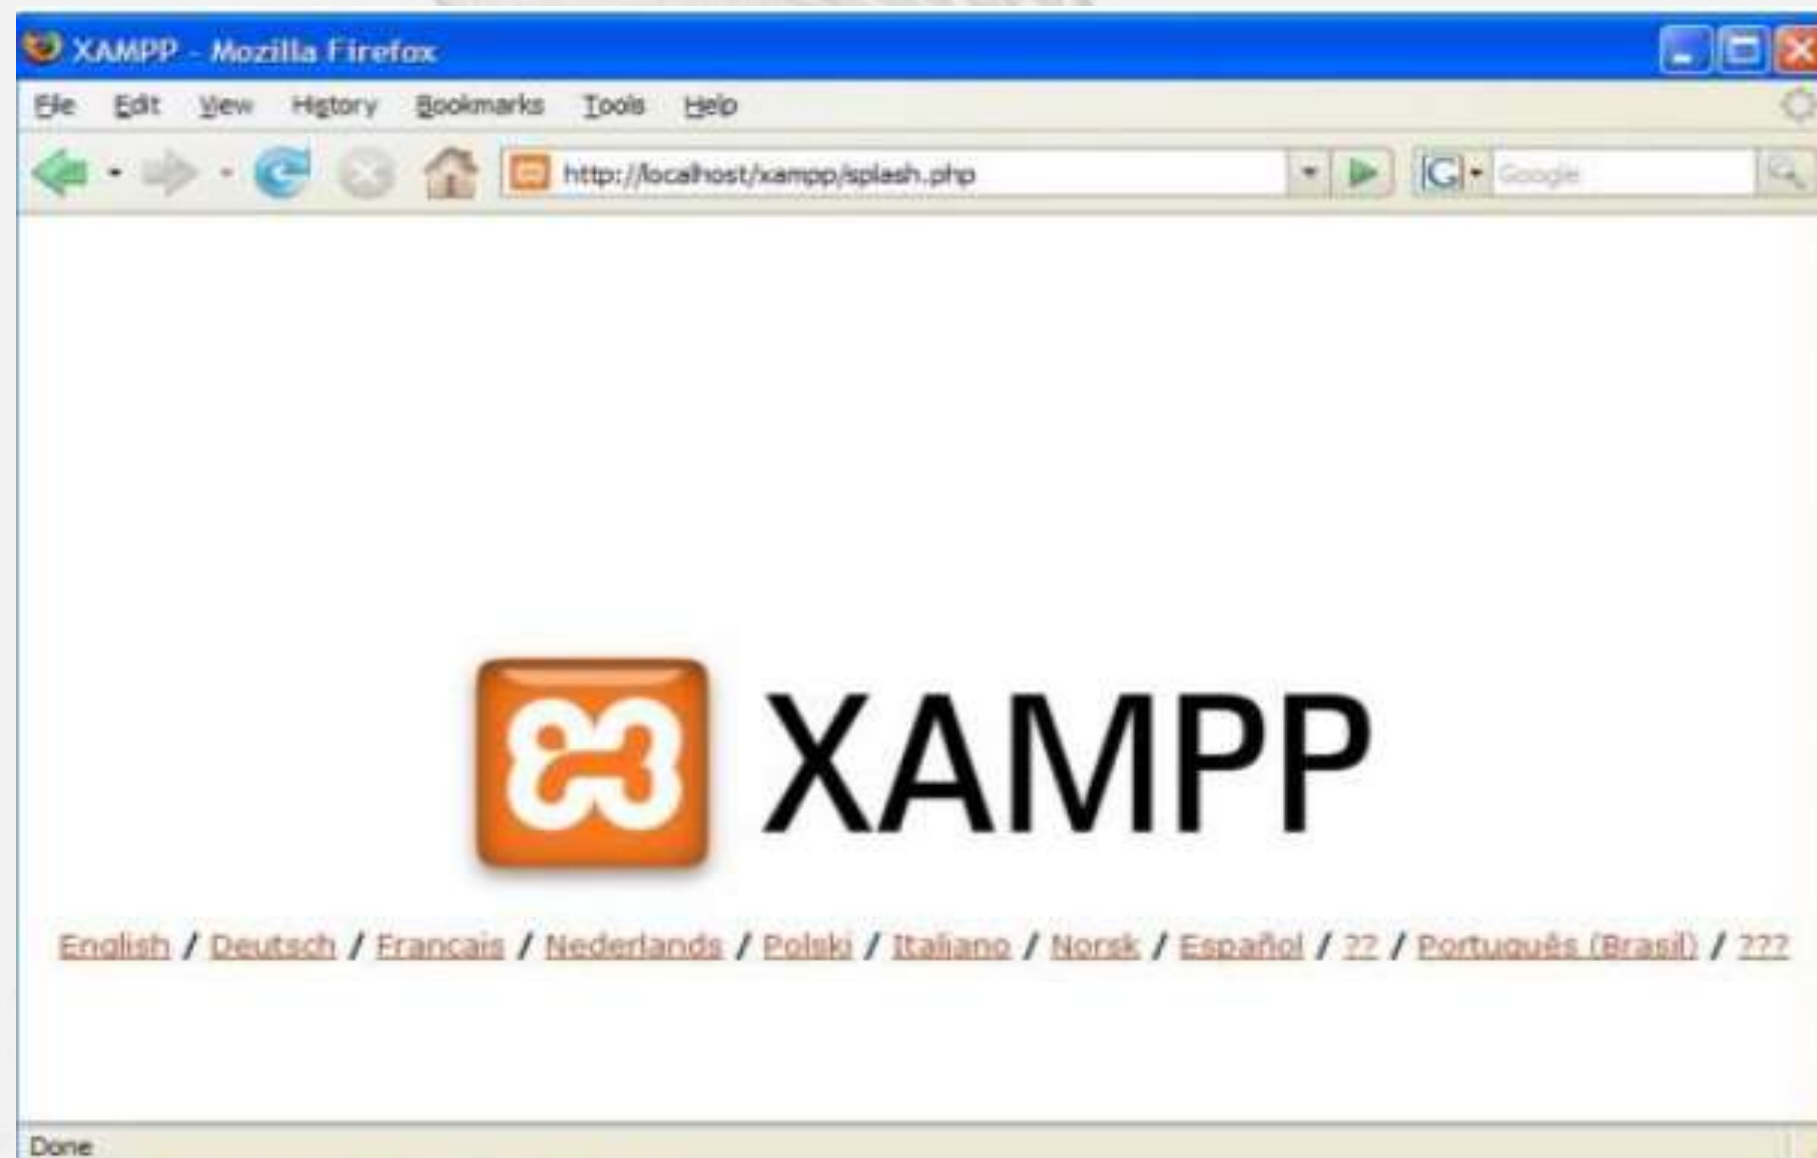 XAMPP - Mozilla Firefox
File Edit View History Bookmarks Tools Help
http://localhost/xampp/splash.php Google
XAMPP
English / Deutsch / Francais / Nederlands / Polski / Italiano / Norsk / Español / ?? / Português (Brasil) / ???
Done